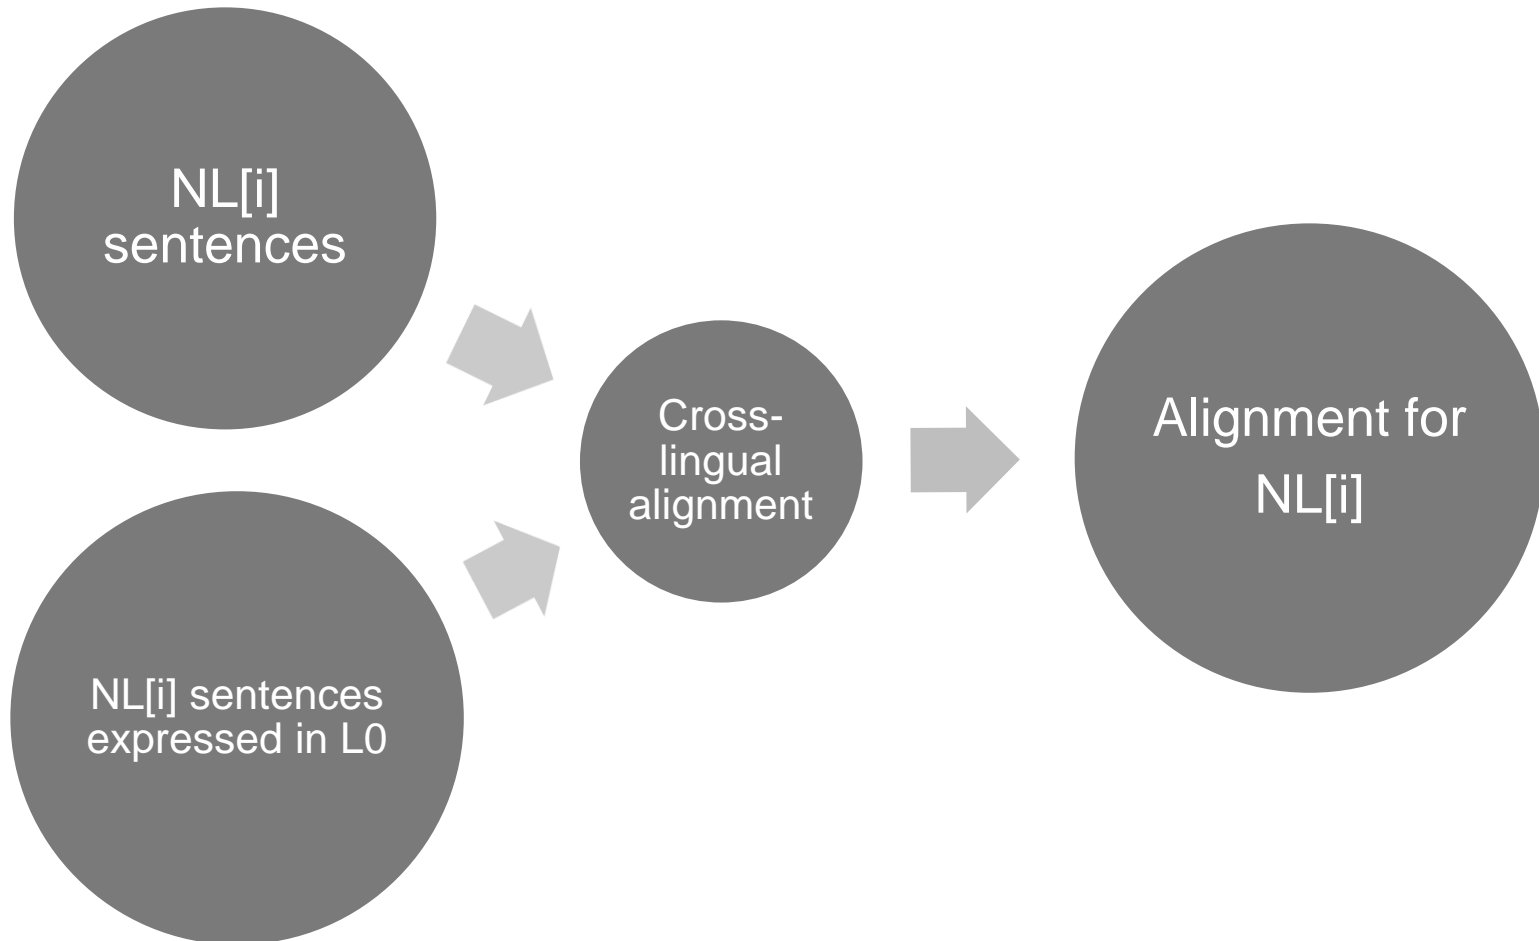 NL[i]
sentences
Cross-
lingual
alignment
Alignment for
NL[i]
NL[i] sentences
expressed in L0